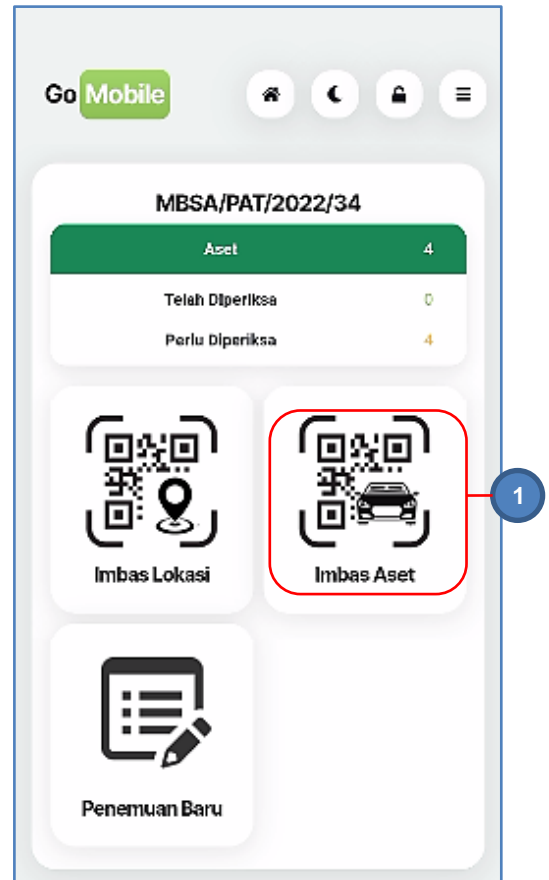 Go Mobile
MBSA/PAT/2022/34
Aset 4
Telah Diperiksa 0
Perlu Diperiksa 4
Imbas Lokasi
Imbas Aset
1
Penemuan Baru